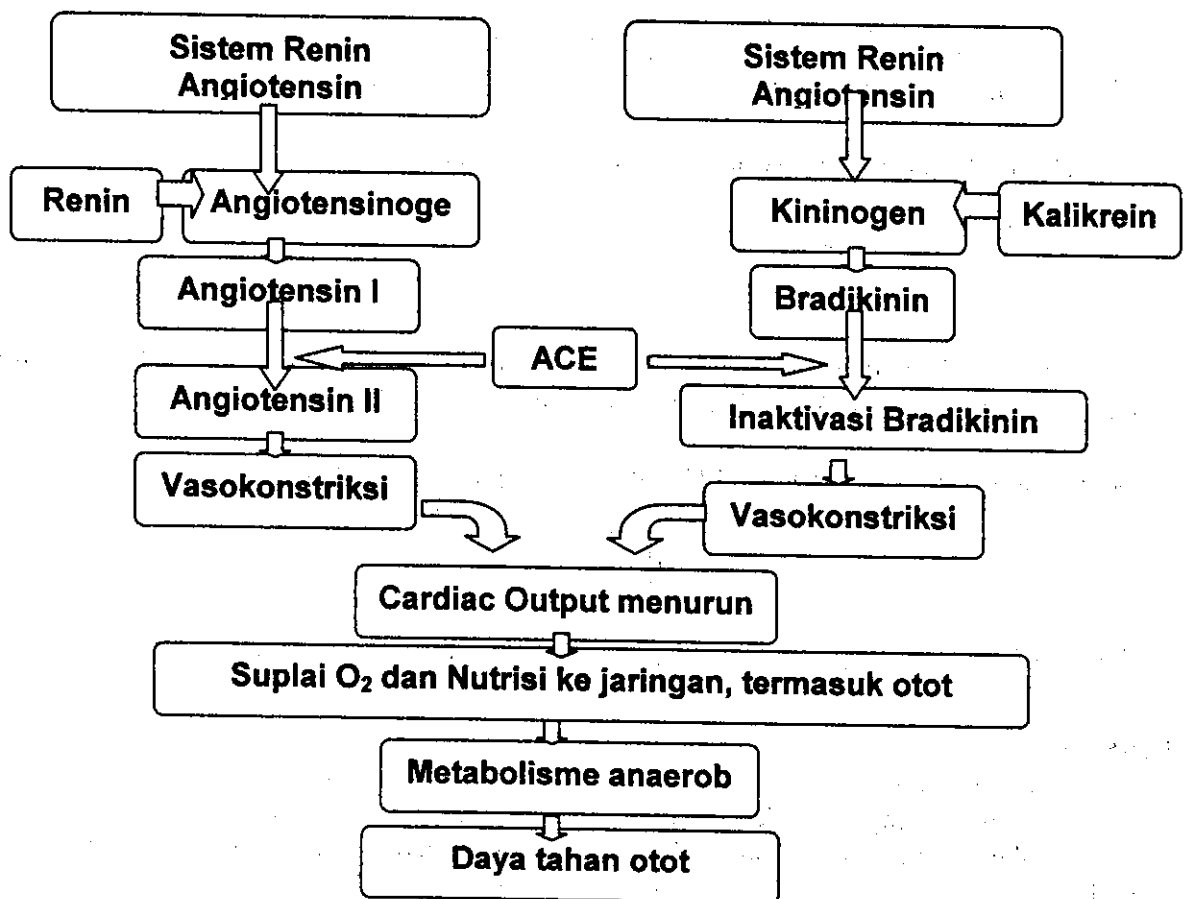 Sistem Renin
Angiotensin
Sistem Renin
Angiotensin
Renin
Angiotensinoge
Kininogen
Kalikrein
Angiotensin I
Bradikinin
ACE
Angiotensin II
Inaktivasi Bradikinin
Vasokonstriksi
Vasokonstriksi
Cardiac Output menurun
Suplai O₂ dan Nutrisi ke jaringan, termasuk otot
Metabolisme anaerob
Daya tahan otot